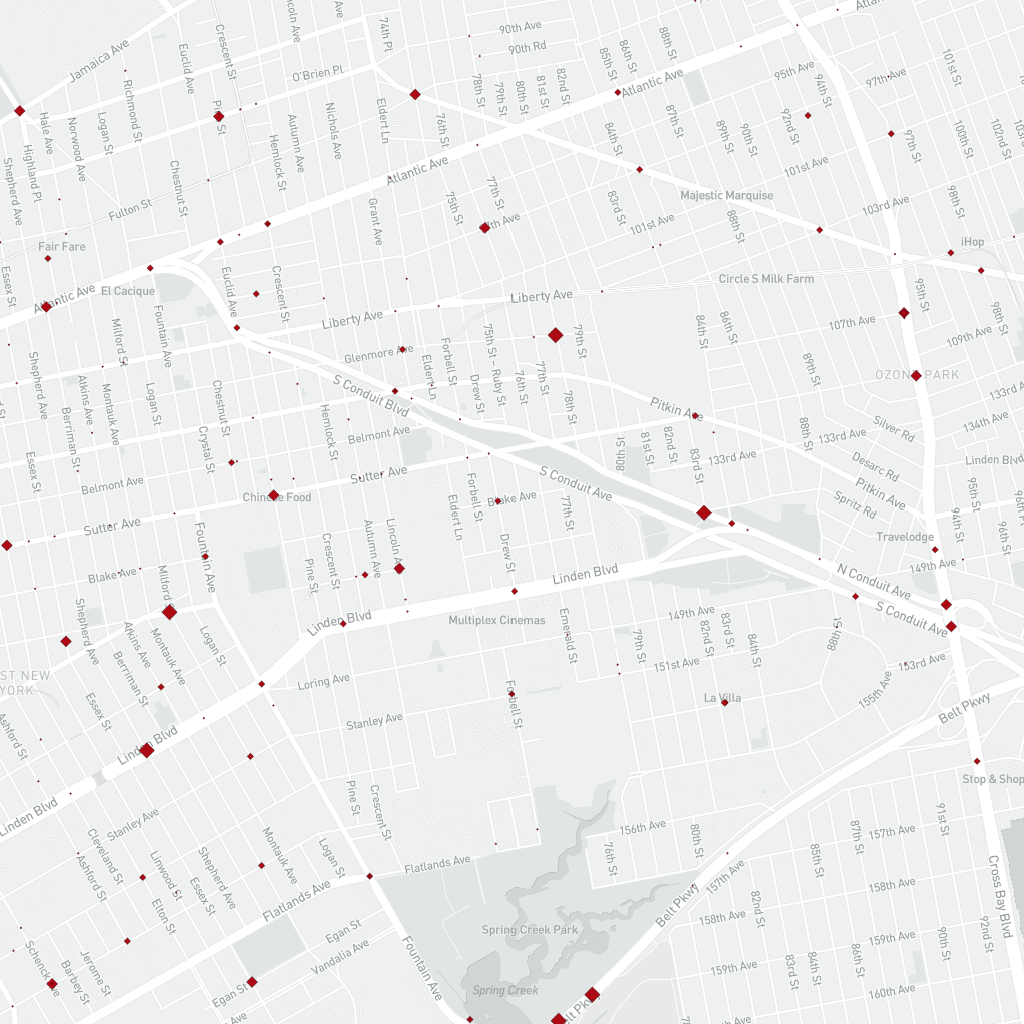 Jamaica Ave
Euclid Ave
Crescent St
Lincoln Ave
74th Pl
90th Ave
90th Rd
88th St
86th St
85th St
Atlantic Ave
O'Brien Pl
Richmond St
Logan St
Norwood Ave
Hale Ave
Highland Pl
Shepherd Ave
Chestnut St
Autumn Ave
Hemlock St
Nichols Ave
Eldert Ln
76th St
78th St
79th St
80th St
81st St
82nd St
Atlantic Ave
95th Ave
94th St
97th Ave
101st St
92nd St
90th St
89th St
87th St
84th St
97th St
100th St
102nd St
98th St
101st Ave
103rd Ave
Majestic Marquise
Atlantic Ave
77th St
75th St
Grant Ave
83rd St
101st Ave
88th St
Fulton St
Fair Fare
El Cacique
Essex St
Atlantic Ave
Euclid Ave
Crescent St
Fountain Ave
Milford St
Liberty Ave
Liberty Ave
Circle S Milk Farm
iHop
95th St
107th Ave
109th Ave
84th St
86th St
89th St
OZONE PARK
Glenmore Ave
Eldert Ln
Forbell St
75th St - Ruby St
Drew St
76th St
77th St
78th St
79th St
Pitkin Ave
S Conduit Blvd
Shepherd Ave
Atkins Ave
Montauk Ave
Berriman St
Logan St
Chestnut St
Crystal St
Hemlock St
Belmont Ave
Belmont Ave
Essex St
Sutter Ave
Sutter Ave
Chinese Food
S Conduit Ave
80th St
81st St
82nd St
83rd St
88th St
133rd Ave
133rd Ave
Silver Rd
133rd Ave
134th Ave
Desarc Rd
Pitkin Ave
Spritz Rd
Linden Blvd
Travelodge
94th St
96th St
149th Ave
Forbell St
Eldert Ln
Blake Ave
77th St
Drew St
Linden Blvd
Linden Blvd
Multiplex Cinemas
Blake Ave
Fountain Ave
Crescent St
Pine St
Autumn Ave
Lincoln Ave
Milford St
Shepherd Ave
Atkins Ave
Berriman St
Montauk Ave
Logan St
Essex St
Ashford St
Loring Ave
Stanley Ave
Forbell St
Emerald St
79th St
149th Ave
82nd St
83rd St
84th St
151st Ave
La Villa
88th St
153rd Ave
155th Ave
N Conduit Ave
S Conduit Ave
Belt Pkwy
Stop & Shop
Linden Blvd
Linden Blvd
Stanley Ave
Pine St
Crescent St
Logan St
Montauk Ave
Shepherd Ave
Essex St
Linwood St
Elton St
Cleveland St
Ashford St
Flatlands Ave
Flatlands Ave
Egan St
Vandalia Ave
Egan St
Jerome St
Barbey St
Schenck Ave
Fountain Ave
Spring Creek Park
Spring Creek
Belt Pkwy
Belt Pkwy
76th St
156th Ave
80th St
157th Ave
82nd St
158th Ave
159th Ave
83rd St
84th St
85th St
86th St
87th St
157th Ave
158th Ave
159th Ave
160th Ave
90th St
91st St
92nd St
Cross Bay Blvd